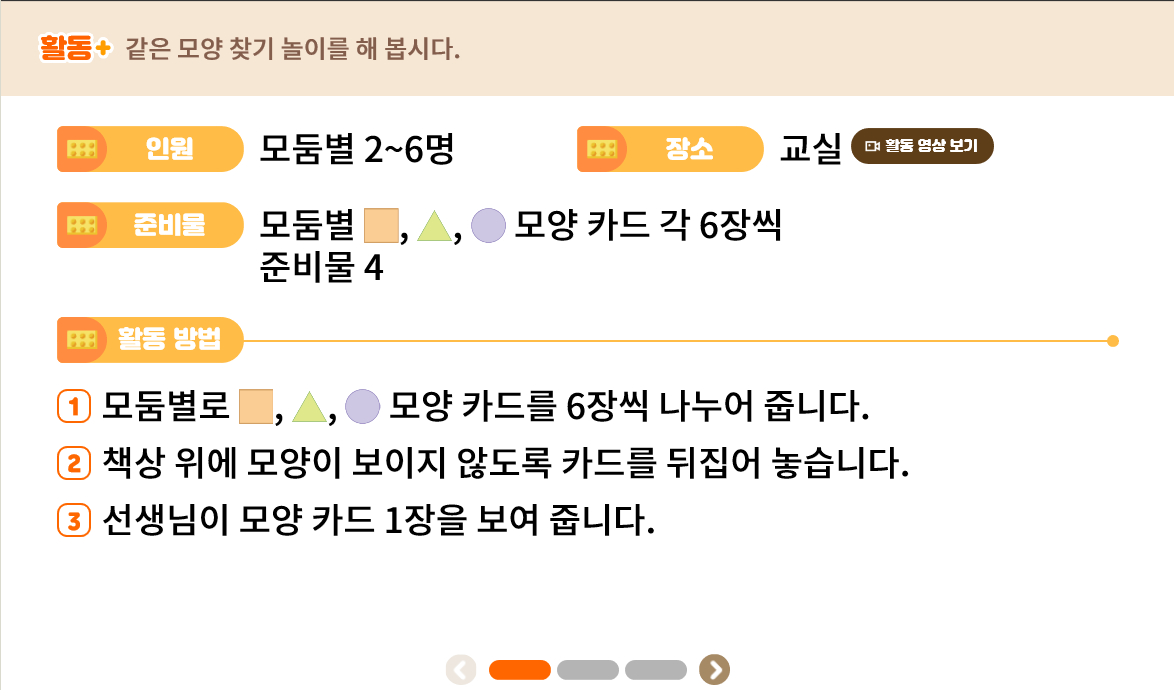 활동+ 같은 모양 찾기 놀이를 해 봅시다.
인원 모둠별 2~6명 장소 교실 활동 영상 보기
준비물 모둠별 , , 모양 카드 각 6장씩
준비물 4
활동 방법
1 모둠별로 , , 모양 카드를 6장씩 나누어 줍니다.
2 책상 위에 모양이 보이지 않도록 카드를 뒤집어 놓습니다.
3 선생님이 모양 카드 1장을 보여 줍니다.